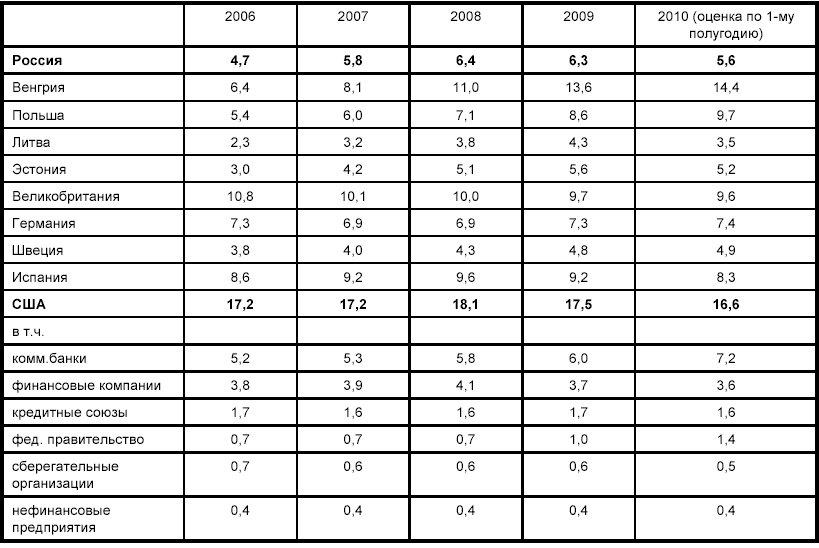 2006 2007 2008 2009 2010 (оценка по 1-му
полугодию)
Россия 4,7 5,8 6,4 6,3 5,6
Венгрия 6,4 8,1 11,0 13,6 14,4
Польша 5,4 6,0 7,1 8,6 9,7
Литва 2,3 3,2 3,8 4,3 3,5
Эстония 3,0 4,2 5,1 5,6 5,2
Великобритания 10,8 10,1 10,0 9,7 9,6
Германия 7,3 6,9 6,9 7,3 7,4
Швеция 3,8 4,0 4,3 4,8 4,9
Испания 8,6 9,2 9,6 9,2 8,3
США 17,2 17,2 18,1 17,5 16,6
в т.ч.
комм.банки 5,2 5,3 5,8 6,0 7,2
финансовые компании 3,8 3,9 4,1 3,7 3,6
кредитные союзы 1,7 1,6 1,6 1,7 1,6
фед. правительство 0,7 0,7 0,7 1,0 1,4
сберегательные 0,7 0,6 0,6 0,6 0,5
организации
нефинансовые 0,4 0,4 0,4 0,4 0,4
предприятия